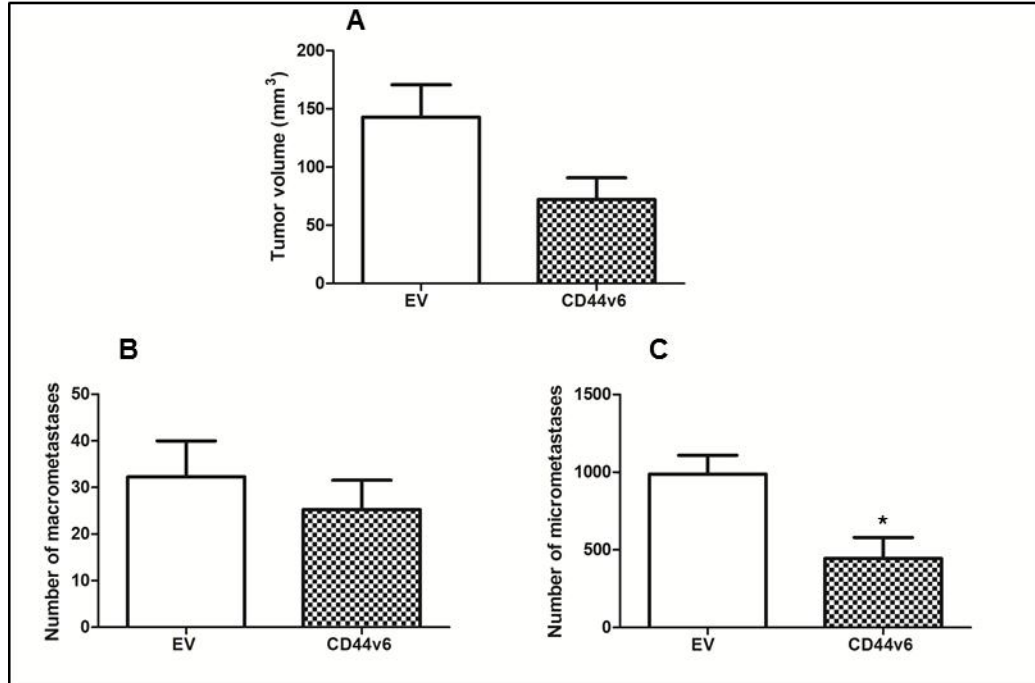 A
Tumor volume (mm³)
200
150
100
50
0
EV CD44v6
B
Number of macrometastases
50
40
30
20
10
0
EV CD44v6
C
Number of micrometastases
1500
1000
500
0
*
EV CD44v6